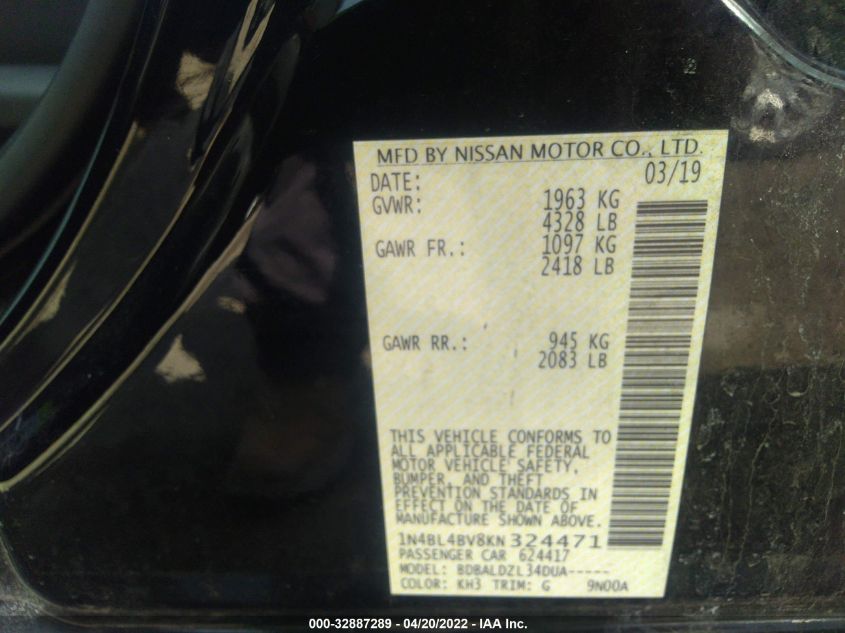 MFD BY NISSAN MOTOR CO., LTD.
DATE: 03/19
GVWR: 1963 KG
4328 LB
GAWR FR.: 1097 KG
2418 LB
GAWR RR.: 945 KG
2083 LB
THIS VEHICLE CONFORMS TO
ALL APPLICABLE FEDERAL
MOTOR VEHICLE SAFETY,
BUMPER, AND THEFT
PREVENTION STANDARDS IN
EFFECT ON THE DATE OF
MANUFACTURE SHOWN ABOVE.
1N4BL4BV8KN324471
PASSENGER CAR 624417
MODEL: BDBALDZL34DUA-----
COLOR: KH3 TRIM: G 9N00A
000-32887289 - 04/20/2022 - IAA Inc.